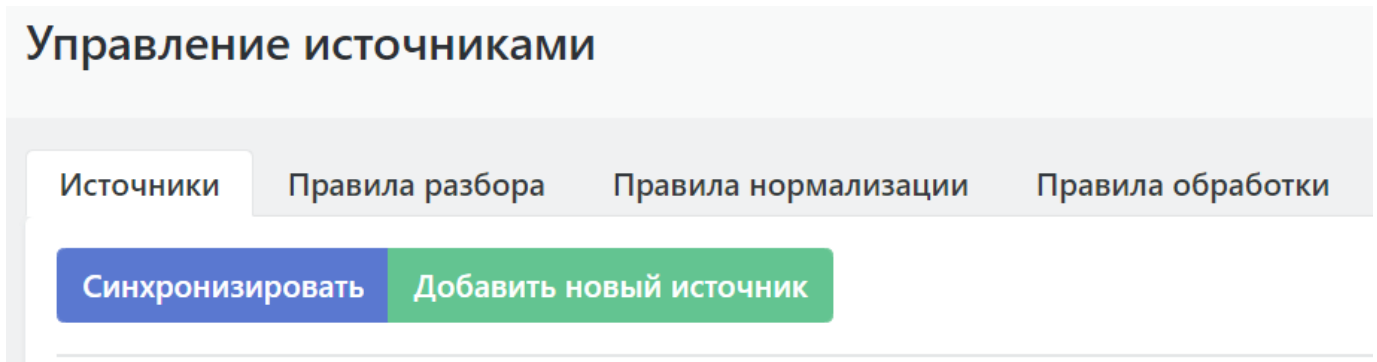 Управление источниками
Источники Правила разбора Правила нормализации Правила обработки
Синхронизировать Добавить новый источник